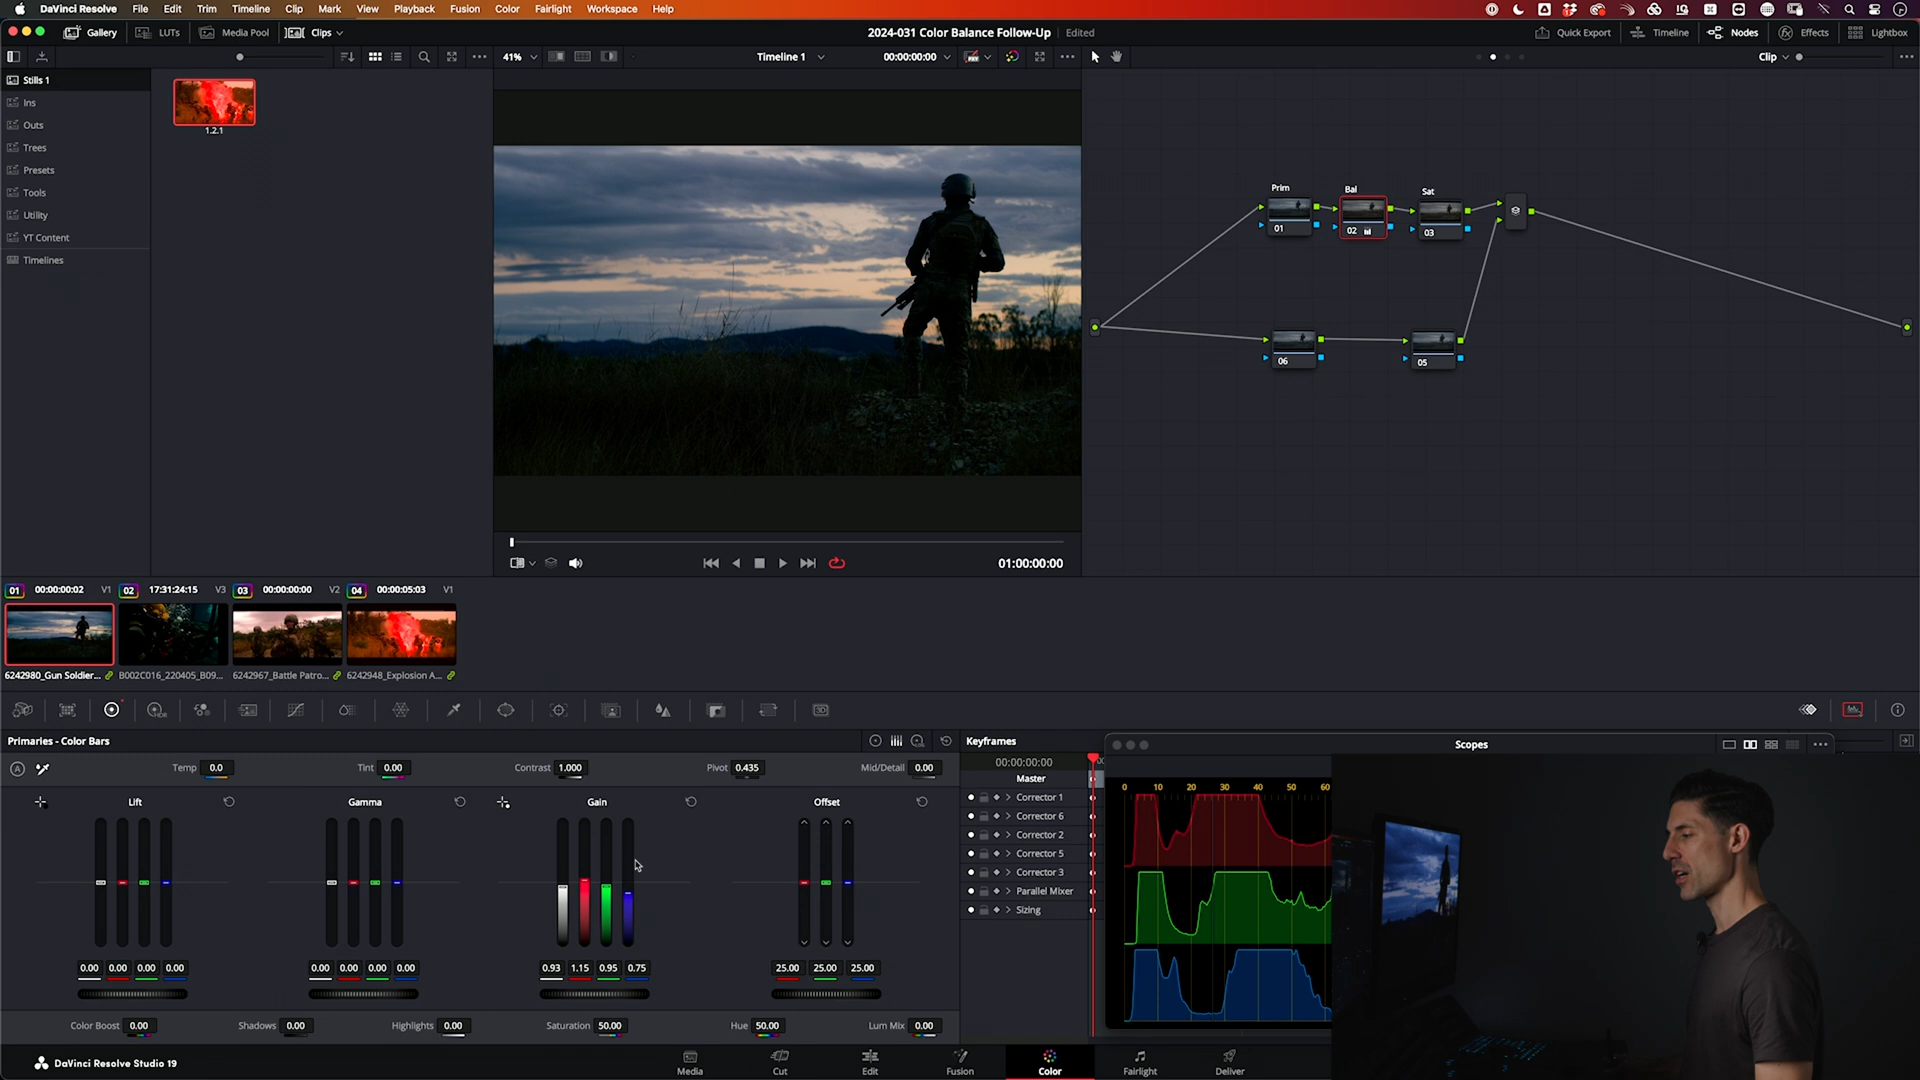 DaVinci Resolve File Edit Trim Timeline Clip Mark View Playback Fusion Color Fairlight Workspace Help
Gallery LUTs Media Pool Clips 2024-031 Color Balance Follow-Up Edited Quick Export Timeline Nodes Effects Lightbox
41% Timeline 1 00:00:00:00 Clip
Stills 1
Ins
Outs
Trees
Presets
Tools
Utility
YT Content
Timelines
1.2.1
Prim Bal Sat
01 02 03
06 05
01:00:00:00
01 00:00:00:02 V1 02 17:31:24:15 V3 03 00:00:00:00 V2 04 00:00:05:03 V1
6242980_Gun Soldier... B002C016_220405_B09... 6242967_Battle Patro... 6242948_Explosion A...
Primaries - Color Bars
Temp 0.0 Tint 0.00 Contrast 1.000 Pivot 0.435 Mid/Detail 0.00
Lift Gamma Gain Offset
0.00 0.00 0.00 0.00 0.00 0.00 0.00 0.00 0.93 1.15 0.95 0.75 25.00 25.00 25.00
Color Boost 0.00 Shadows 0.00 Highlights 0.00 Saturation 50.00 Hue 50.00 Lum Mix 0.00
Keyframes
00:00:00:00
Master
Corrector 1
Corrector 6
Corrector 2
Corrector 5
Corrector 3
Parallel Mixer
Sizing
Scopes
0 10 20 30 40 50 60
DaVinci Resolve Studio 19
Media Cut Edit Fusion Color Fairlight Deliver